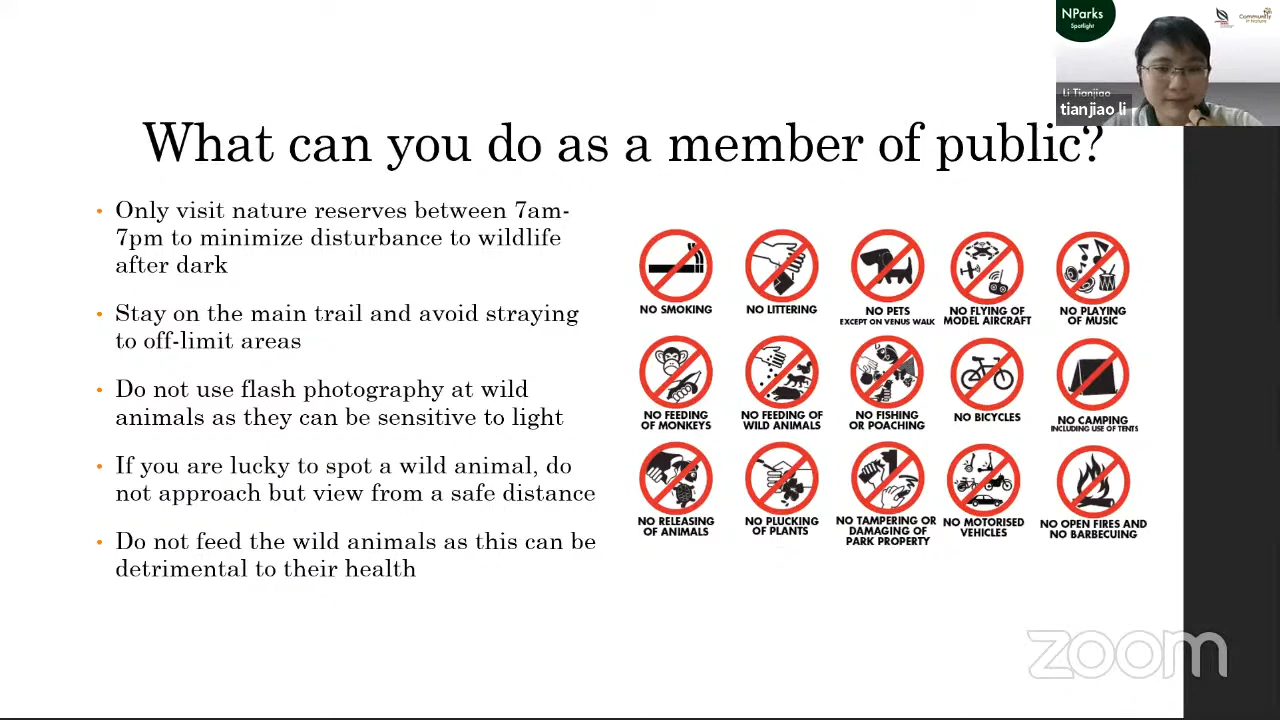 NParks
Spotlight
Community
in Nature
Li Tianjiao
tianjiao li
What can you do as a member of public?
• Only visit nature reserves between 7am-
7pm to minimize disturbance to wildlife
after dark
• Stay on the main trail and avoid straying
to off-limit areas
• Do not use flash photography at wild
animals as they can be sensitive to light
• If you are lucky to spot a wild animal, do
not approach but view from a safe distance
• Do not feed the wild animals as this can be
detrimental to their health
NO SMOKING
NO LITTERING
NO PETS
EXCEPT ON VENUS WALK
NO FLYING OF
MODEL AIRCRAFT
NO PLAYING
OF MUSIC
NO FEEDING
OF MONKEYS
NO FEEDING OF
WILD ANIMALS
NO FISHING
OR POACHING
NO BICYCLES
NO CAMPING
INCLUDING USE OF TENTS
NO RELEASING
OF ANIMALS
NO PLUCKING
OF PLANTS
NO TAMPERING OR
DAMAGING OF
PARK PROPERTY
NO MOTORISED
VEHICLES
NO OPEN FIRES AND
NO BARBECUING
zoom